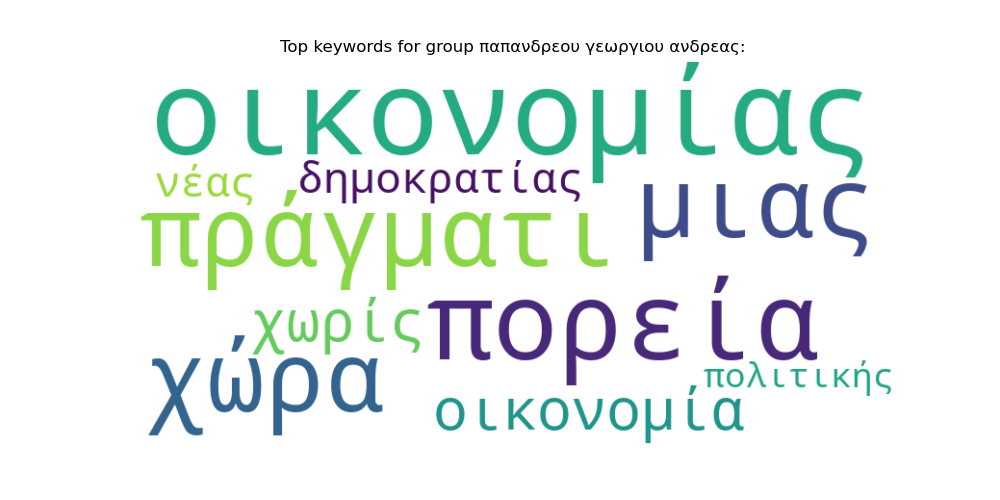 Top keywords for group παπανδρεου γεωργιου ανδρεας:
οικονομίας
νέας δημοκρατίας
πράγματι μιας
χωρίς πορεία
χώρα πολιτικής
οικονομία